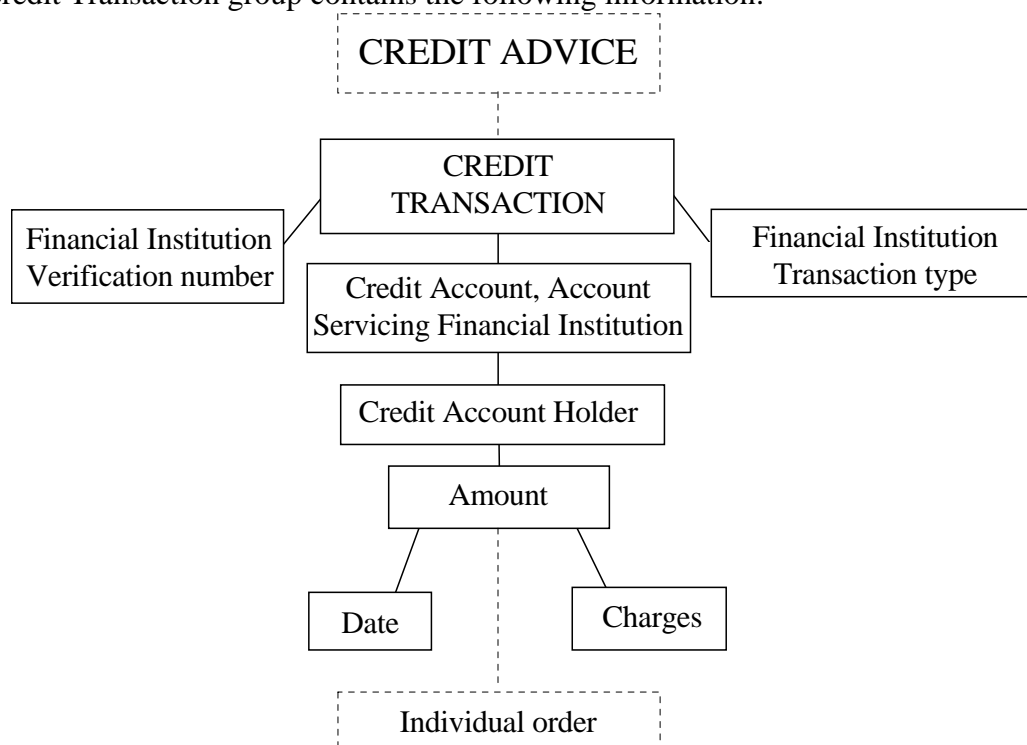 Credit Transaction group contains the following information:
CREDIT ADVICE
CREDIT
TRANSACTION
Financial Institution
Verification number
Financial Institution
Transaction type
Credit Account, Account
Servicing Financial Institution
Credit Account Holder
Amount
Date
Charges
Individual order